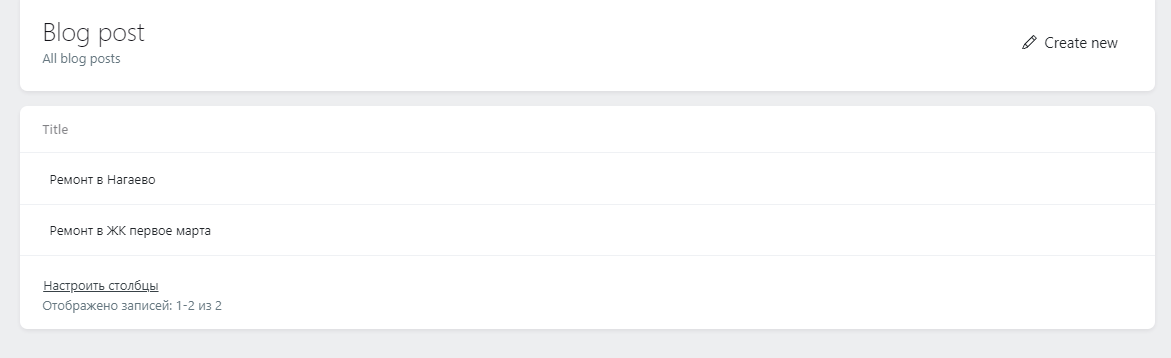 Blog post
All blog posts
Create new
Title
Ремонт в Нагаево
Ремонт в ЖК первое марта
Настроить столбцы
Отображено записей: 1-2 из 2